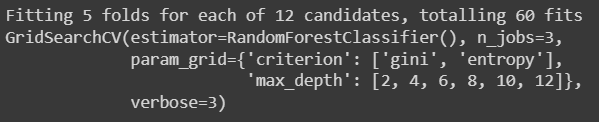 Fitting 5 folds for each of 12 candidates, totalling 60 fits
GridSearchCV(estimator=RandomForestClassifier(), n_jobs=3,
             param_grid={'criterion': ['gini', 'entropy'],
                         'max_depth': [2, 4, 6, 8, 10, 12]},
             verbose=3)